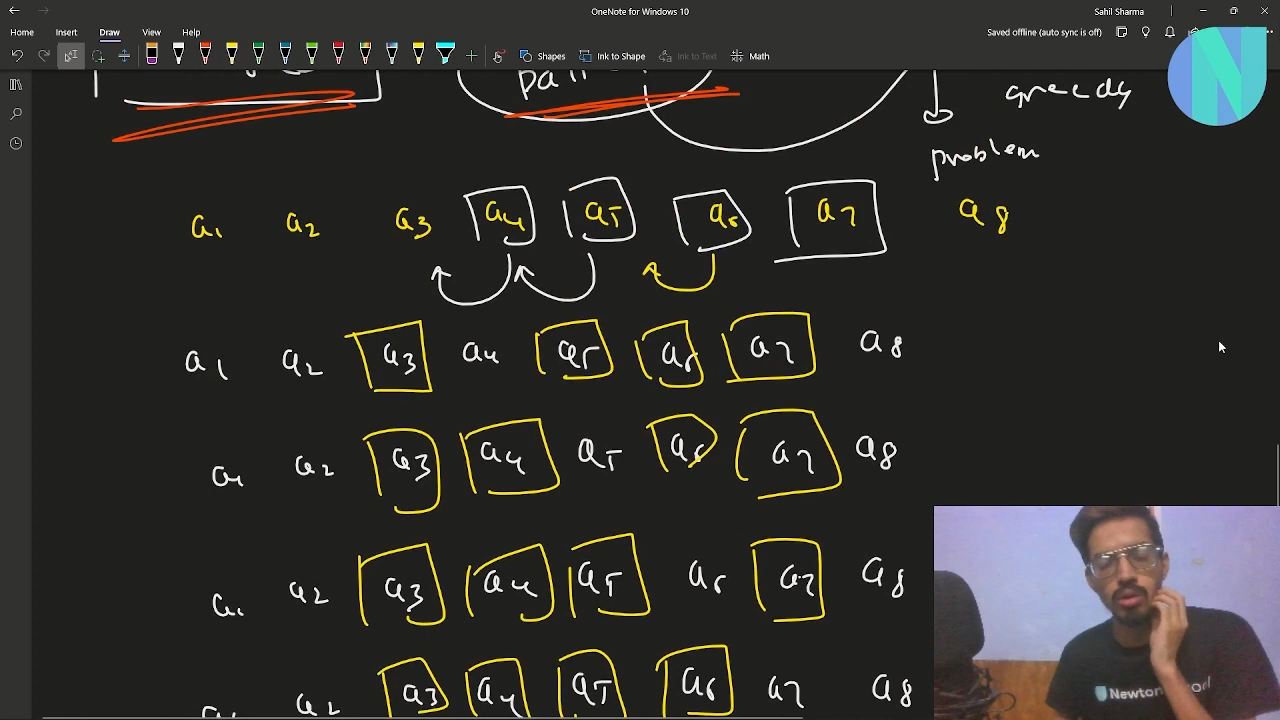 OneNote for Windows 10
Sahil Sharma
Home Insert Draw View Help
Saved offline (auto sync is off)
Shapes Ink to Shape Ink to Text Math
greedy
problem
a1 a2 a3 a4 a5 a6 a7 a8
a1 a2 a3 a4 a5 a6 a7 a8
a1 a2 a3 a4 a5 a6 a7 a8
a1 a2 a3 a4 a5 a6 a7 a8
a1 a2 a3 a4 a5 a6 a7 a8
Newton